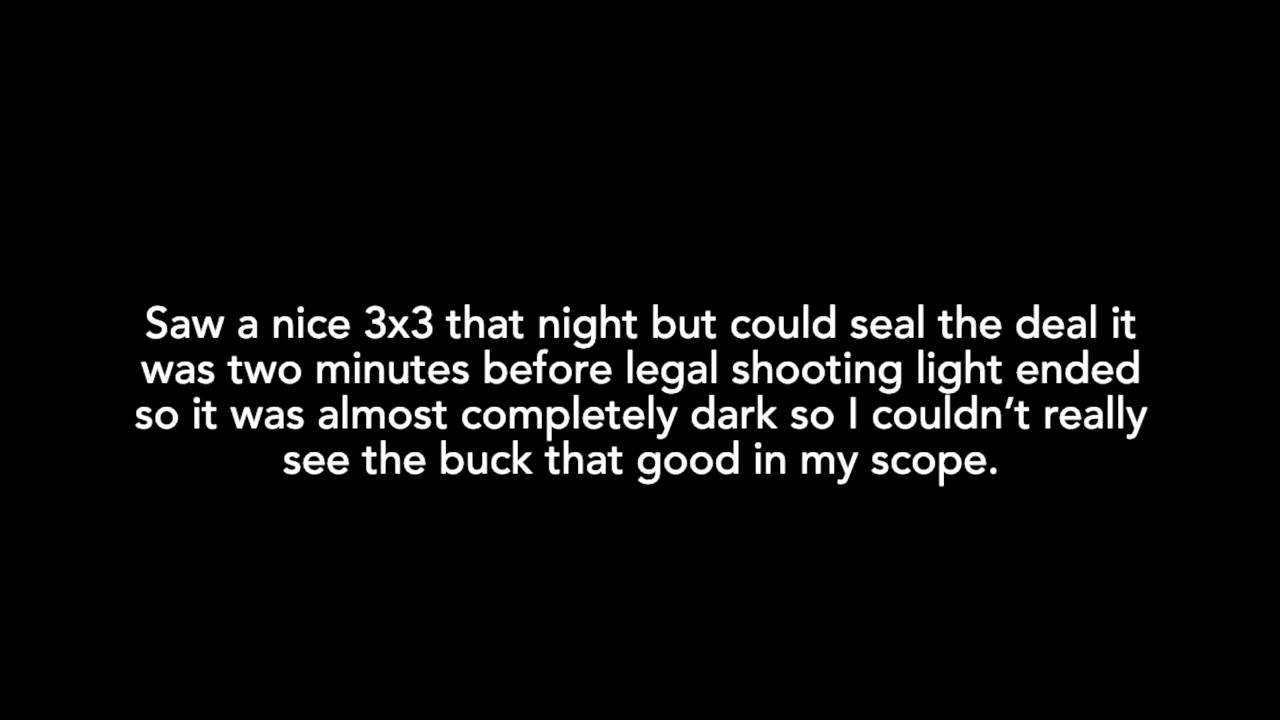 Saw a nice 3x3 that night but could seal the deal it
was two minutes before legal shooting light ended
so it was almost completely dark so I couldn’t really
see the buck that good in my scope.